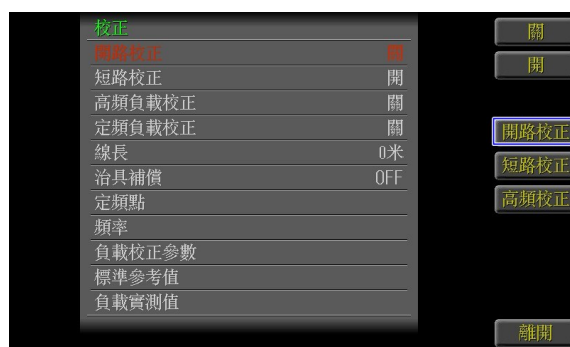 校正
開路校正 關
短路校正 開
高頻負載校正 關
定頻負載校正 關
線長 0米
治具補償 OFF
定頻點
頻率
負載校正參數
標準參考值
負載實測值
關
開
開路校正
短路校正
高頻校正
離開